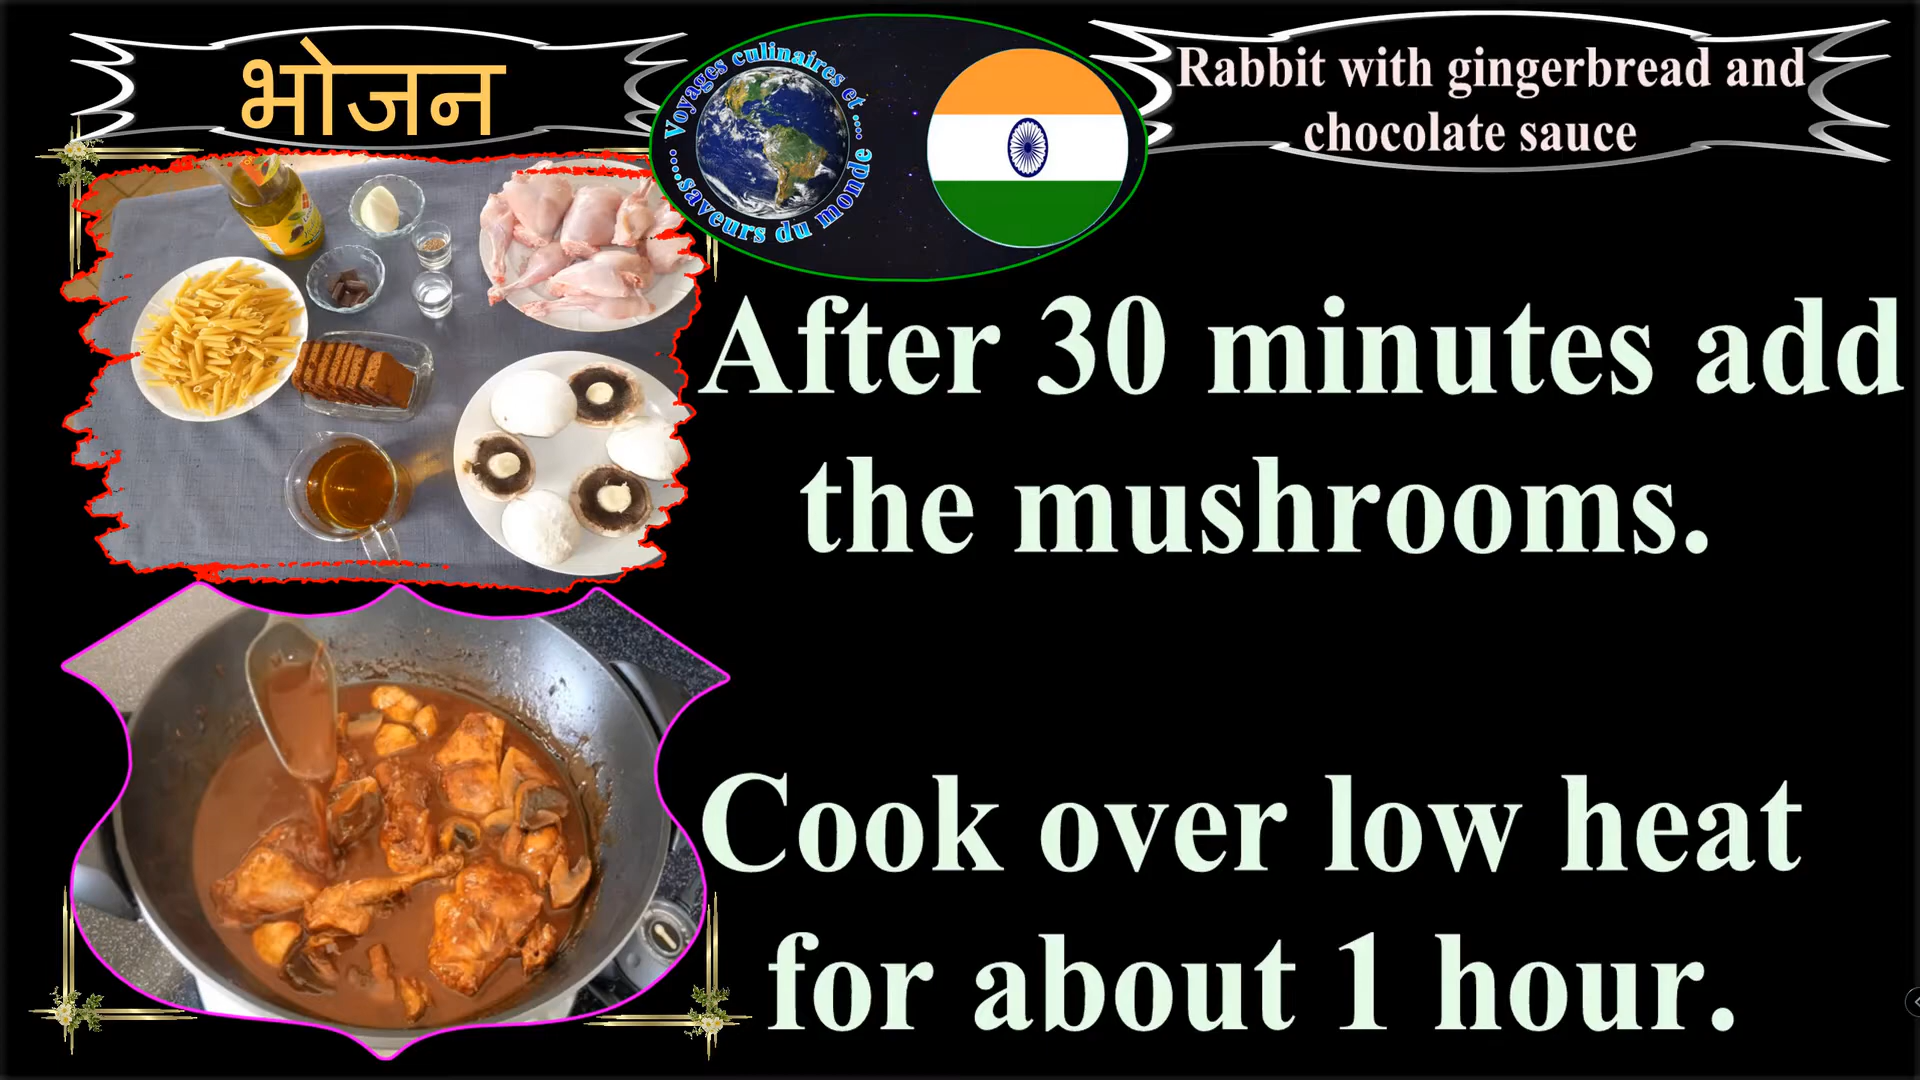 भोजन
Voyages culinaires et ....
....saveurs du monde
Rabbit with gingerbread and
chocolate sauce
After 30 minutes add
the mushrooms.
Cook over low heat
for about 1 hour.